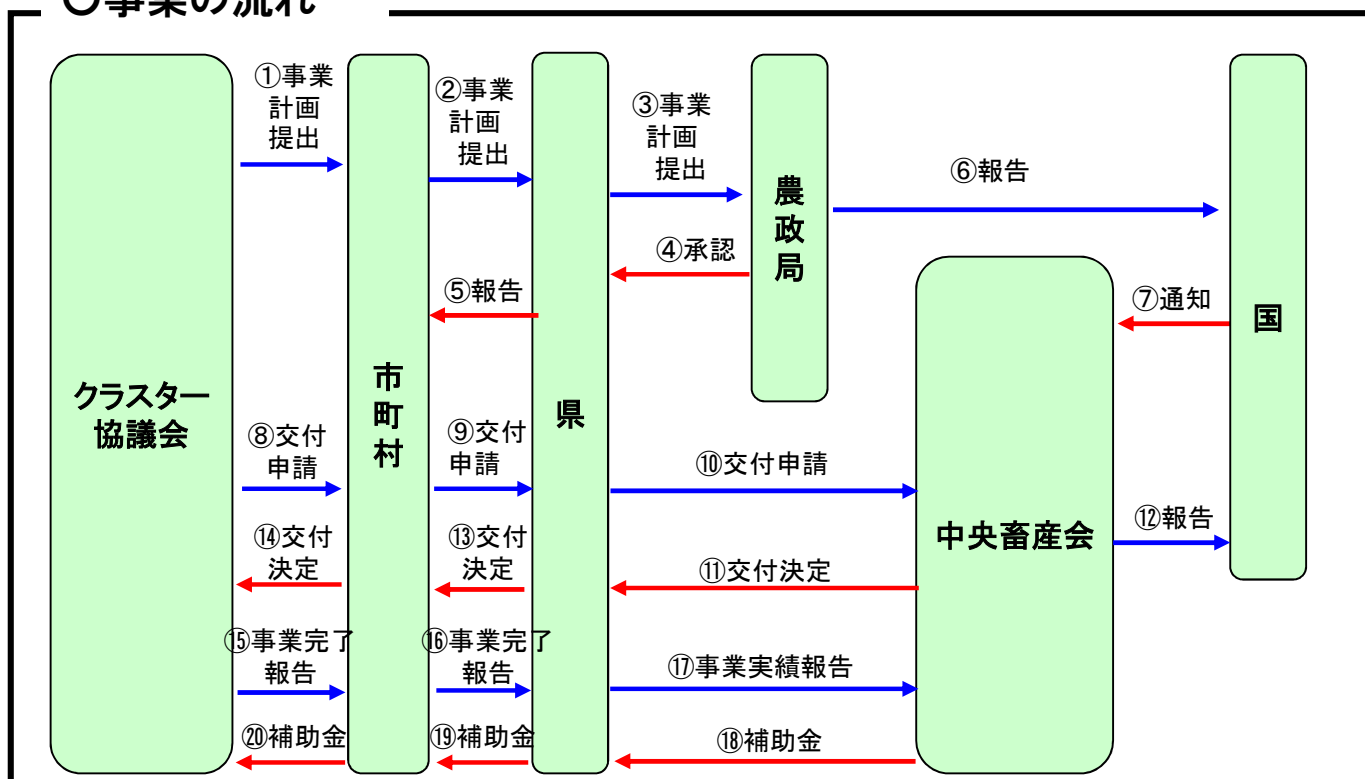 〇事業の流れ
①事業
計画
提出
②事業
計画
提出
③事業
計画
提出
④承認
⑤報告
⑥報告
⑦通知
農政局
国
クラスター
協議会
市町村
県
中央畜産会
⑧交付
申請
⑨交付
申請
⑩交付申請
⑪交付決定
⑫報告
⑬交付
決定
⑭交付
決定
⑮事業完了
報告
⑯事業完了
報告
⑰事業実績報告
⑱補助金
⑲補助金
⑳補助金